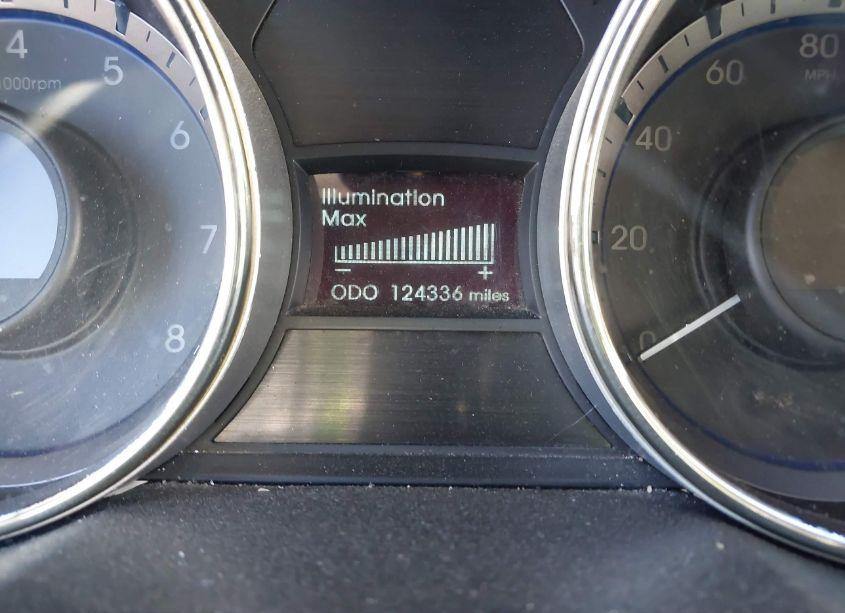 4
5
000rpm
6
7
8
Illumination
Max
– +
ODO 124336 miles
80
60
MPH
40
20
0